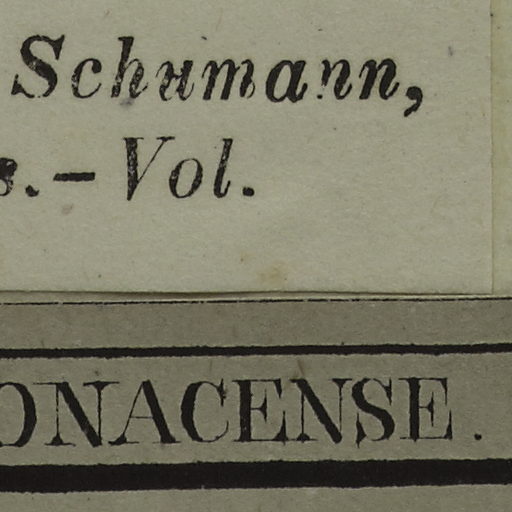 Schumann,
s.—Vol.
ONACENSE.